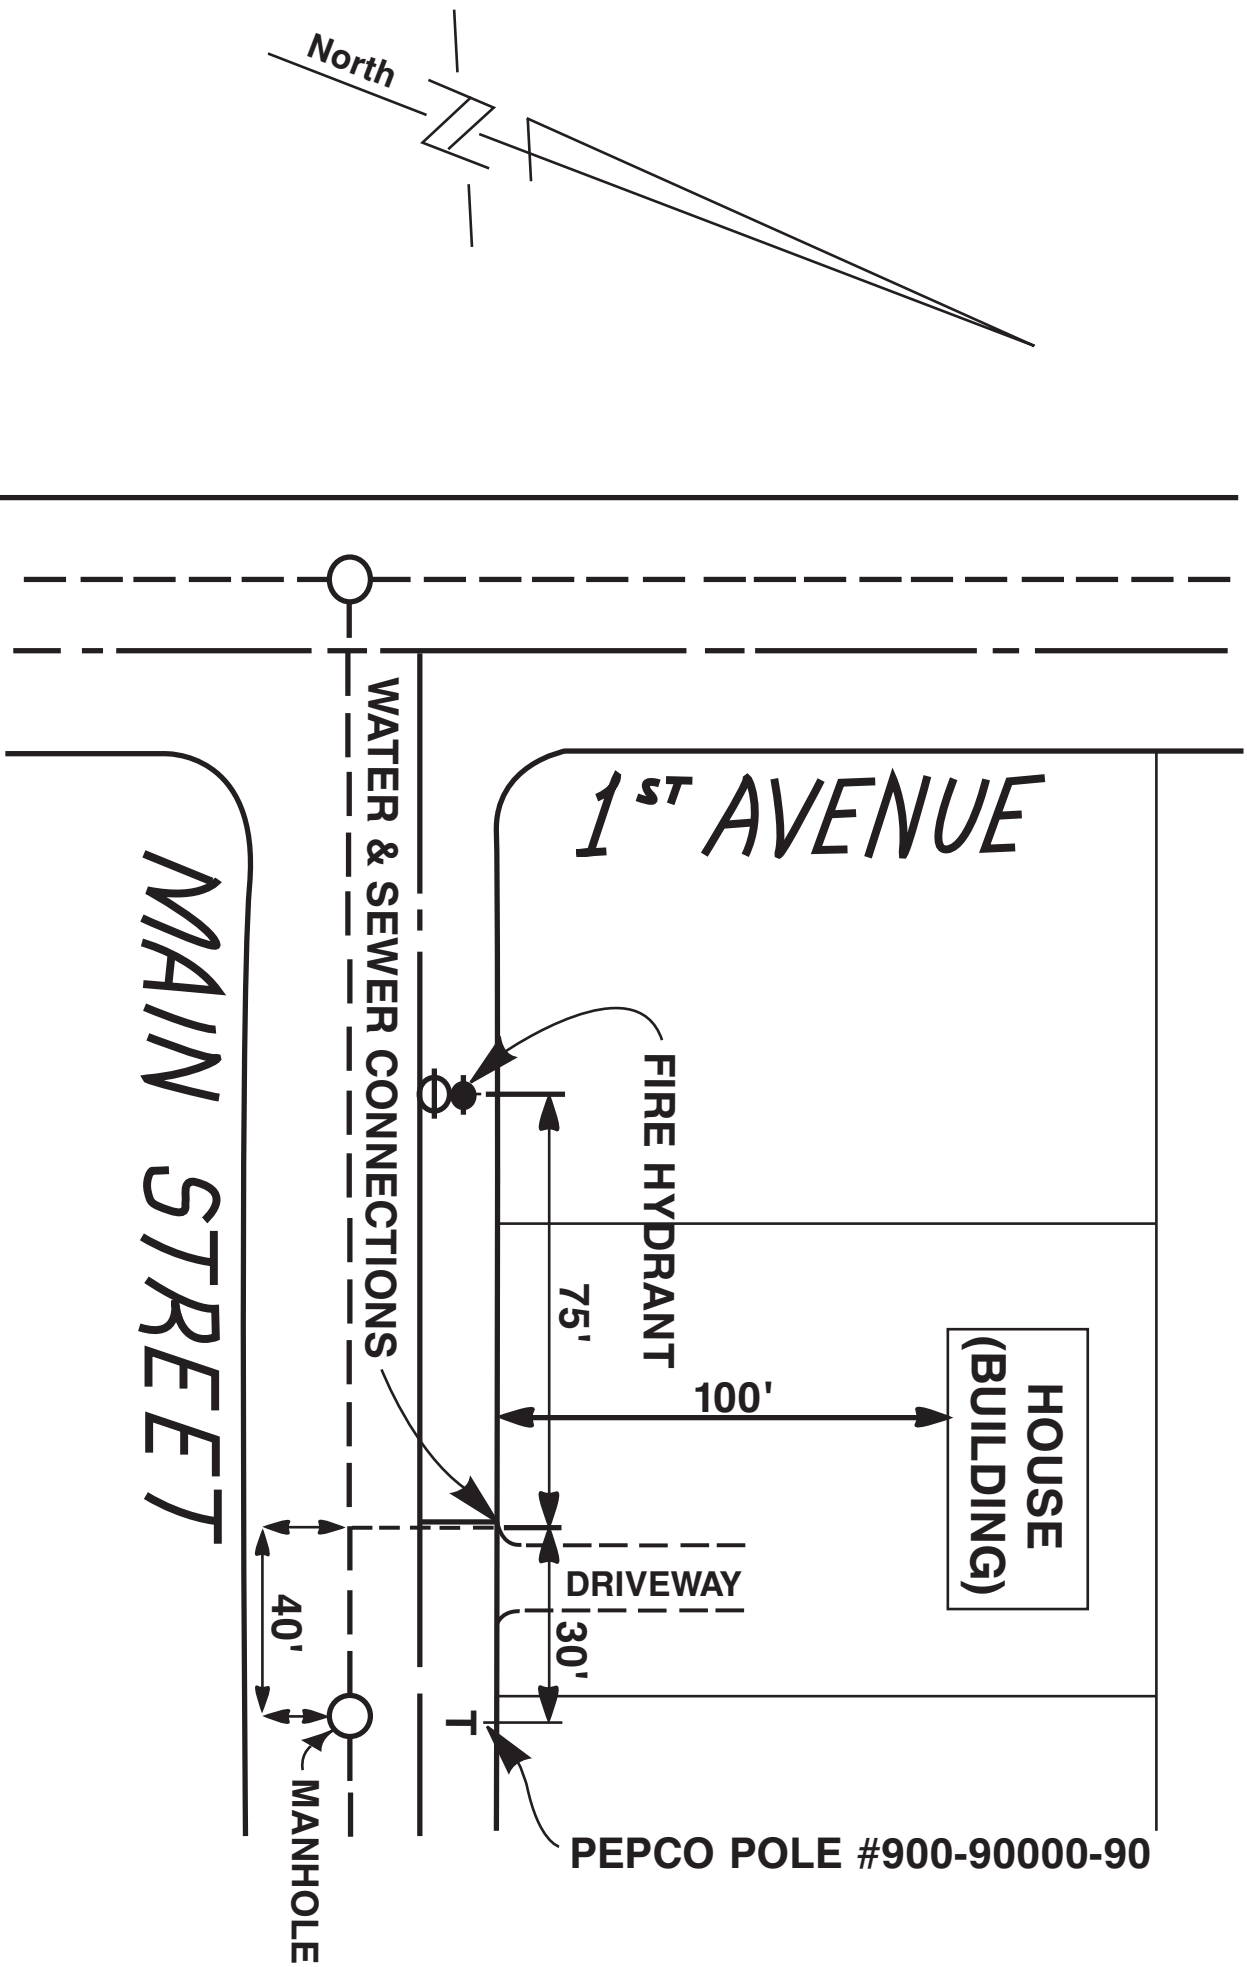 North
1ST AVENUE
MAIN STREET
WATER & SEWER CONNECTIONS
FIRE HYDRANT
75'
100'
HOUSE
(BUILDING)
DRIVEWAY
30'
40'
T
MANHOLE
PEPCO POLE #900-90000-90